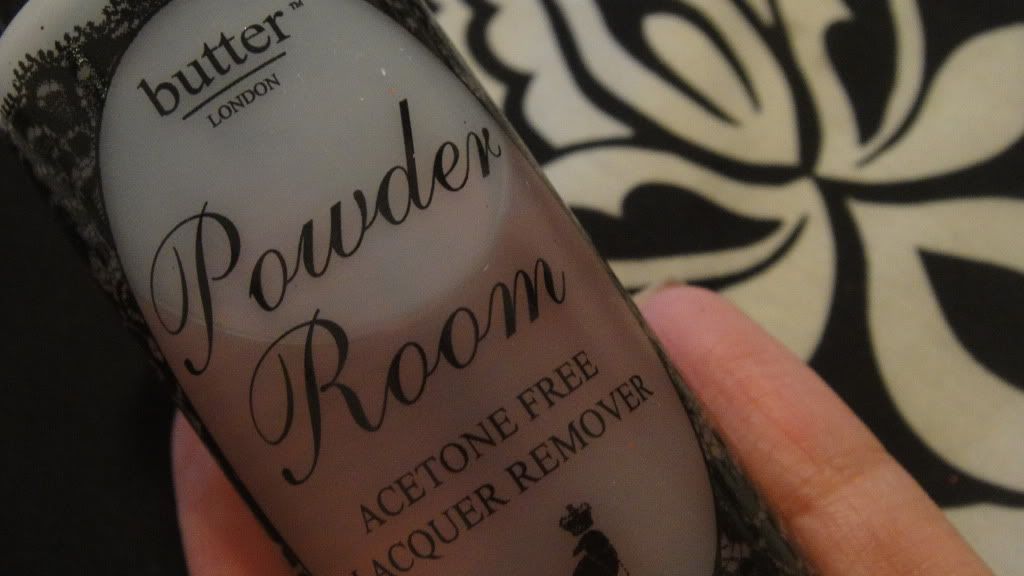 butter™
LONDON
Powder
Room
ACETONE FREE
LACQUER REMOVER